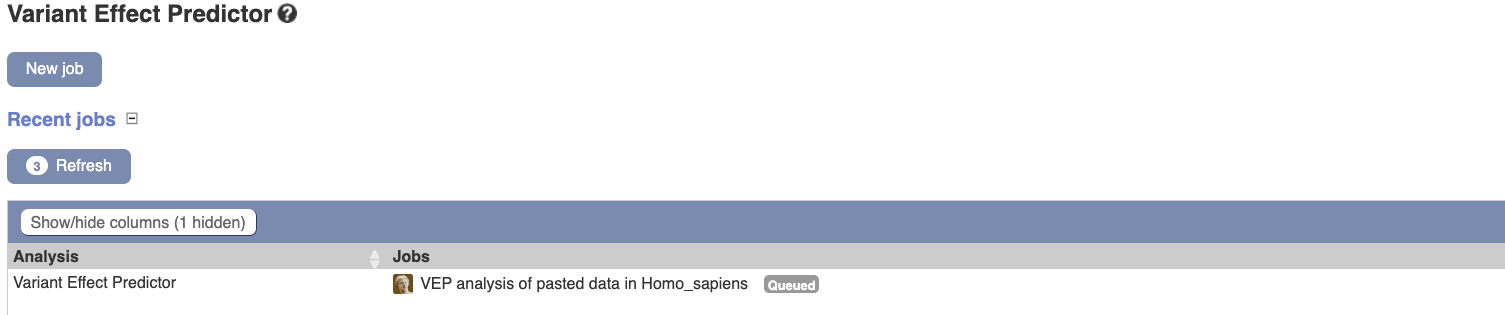 Variant Effect Predictor ?
New job
Recent jobs
3 Refresh
Show/hide columns (1 hidden)
Analysis Jobs
Variant Effect Predictor VEP analysis of pasted data in Homo_sapiens Queued